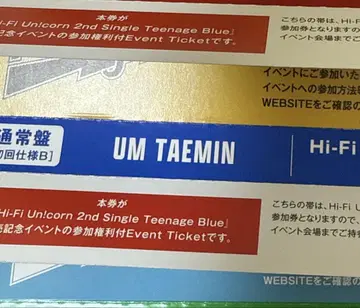 本券が
Hi-Fi Un!corn 2nd Single Teenage Blue』
記念イベントの参加権利付Event Ticketです。
こちらの帯は、Hi-Fi
参加券となりますので
イベント会場までご
イベントにご参加いた
イベントへの参加方法等
WEBSITEをご確認の
通常盤
初回仕様B]
UM TAEMIN
Hi-Fi
本券が
Hi-Fi Un!corn 2nd Single Teenage Blue』
記念イベントの参加権利付Event Ticketです。
こちらの帯は、Hi-Fi U
参加券となりますので、
イベント会場までご持参
WEBSITEをご確認の